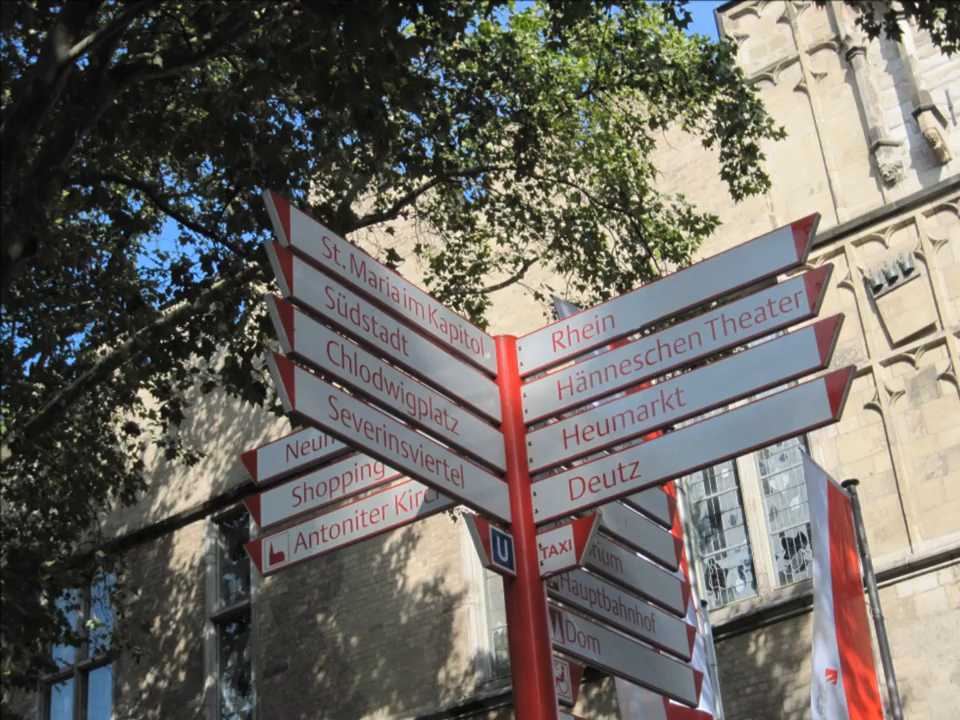 St. Maria im Kapitol
Südstadt
Chlodwigplatz
Severinsviertel
Rhein
Hänneschen Theater
Heumarkt
Deutz
Shopping
Antoniter
U
TAXI
Hauptbahnhof
Dom